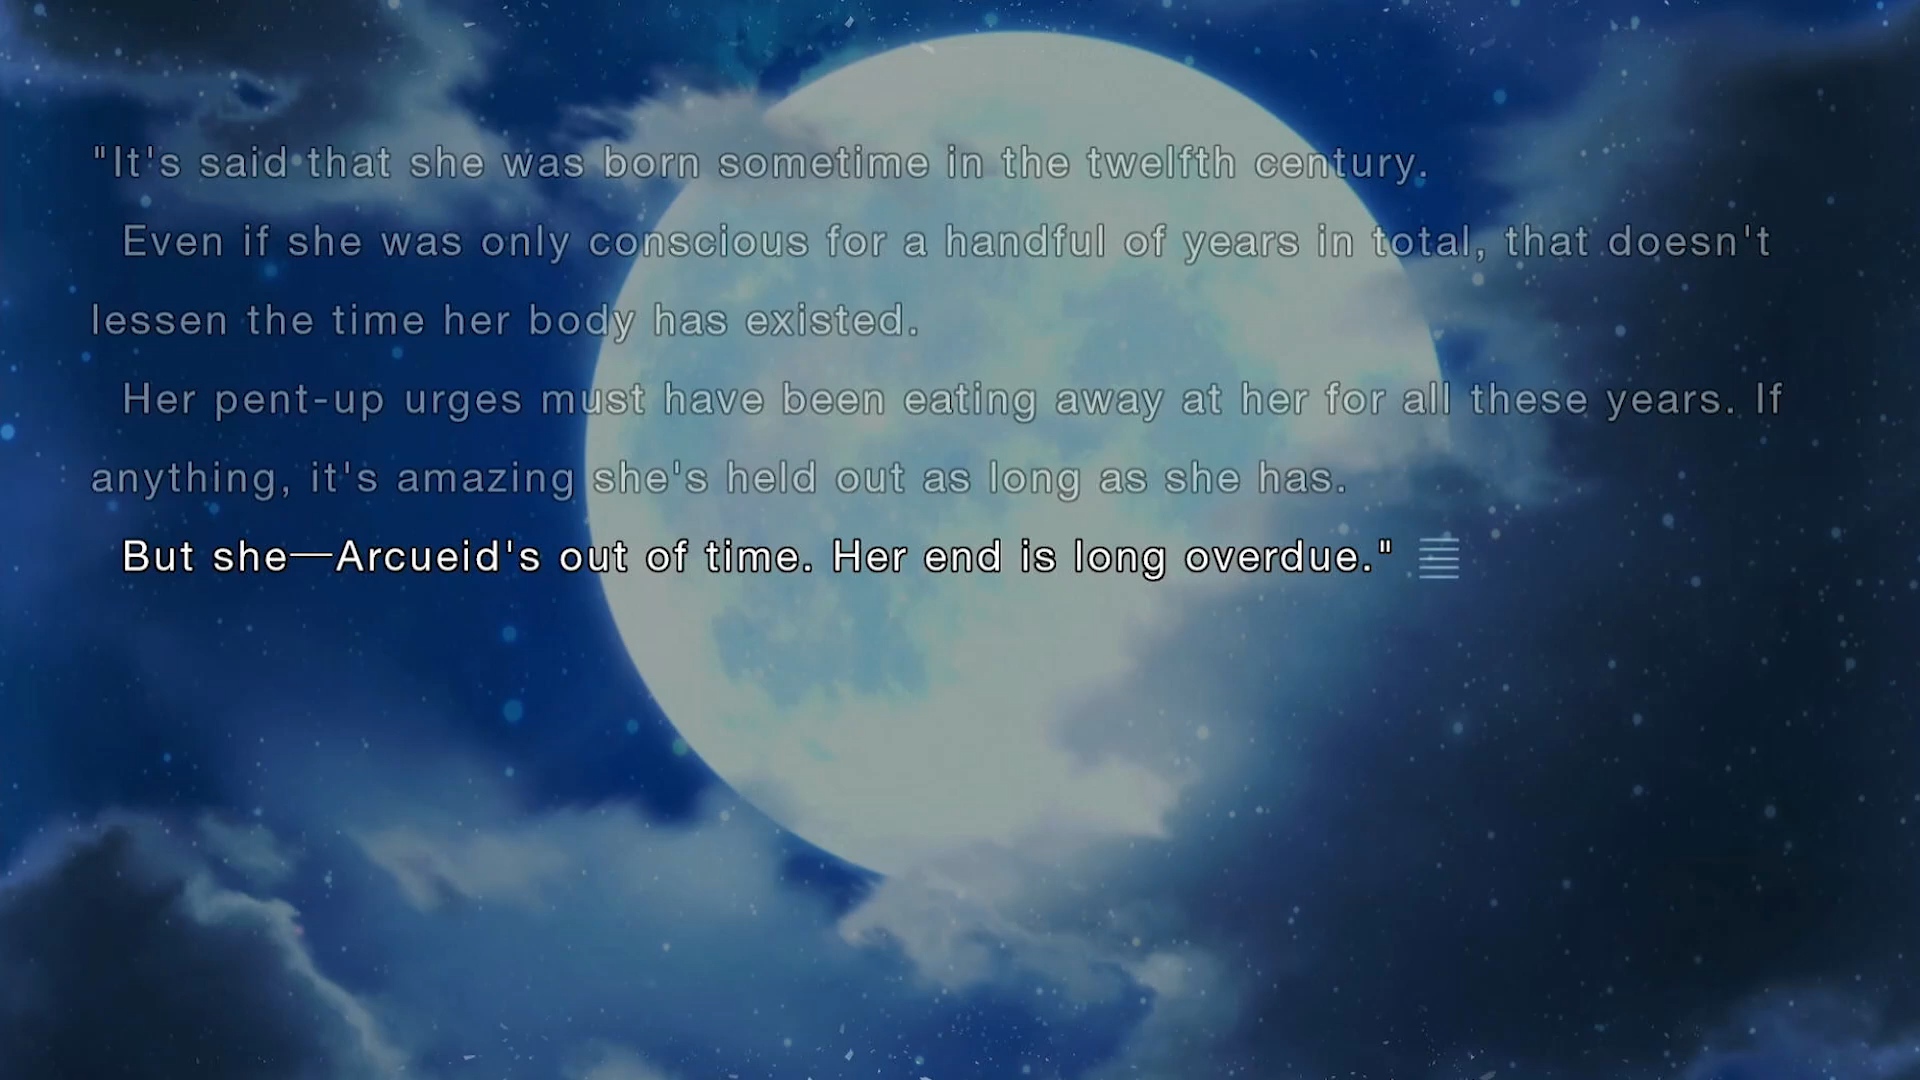 "It's said that she was born sometime in the twelfth century.
Even if she was only conscious for a handful of years in total, that doesn't
lessen the time her body has existed.
Her pent-up urges must have been eating away at her for all these years. If
anything, it's amazing she's held out as long as she has.
But she—Arcueid's out of time. Her end is long overdue."